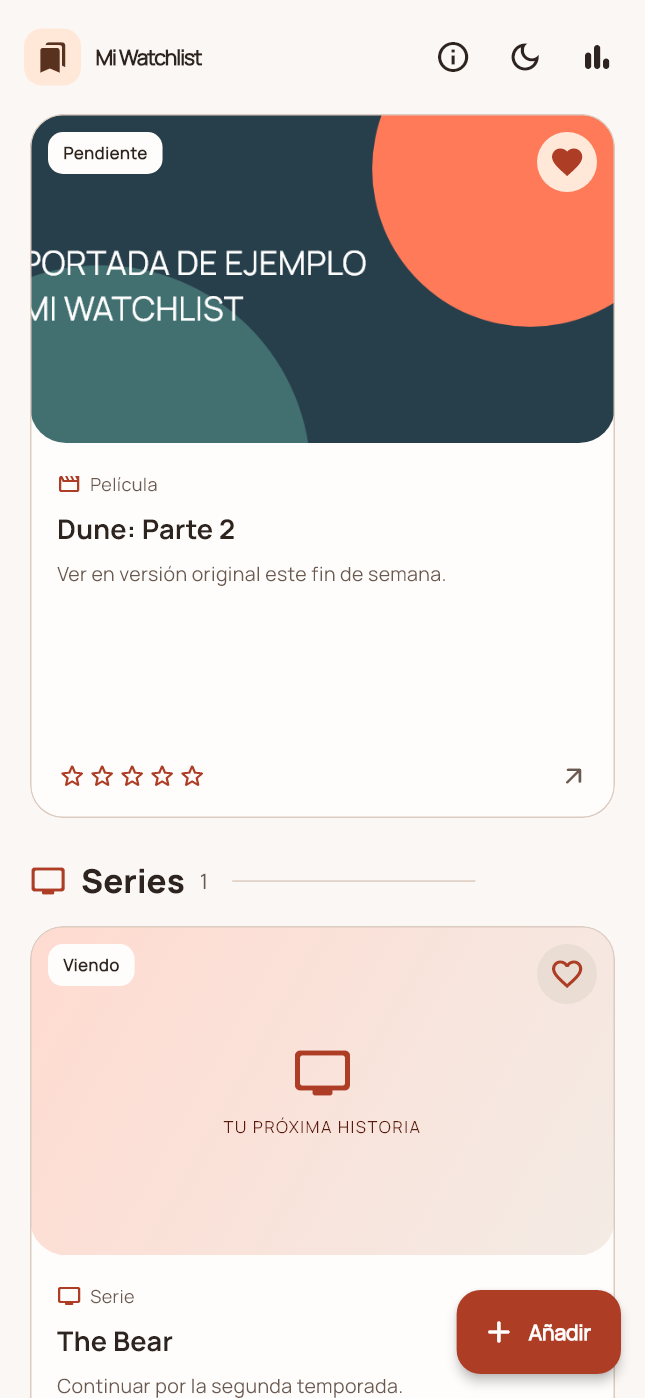 Mi Watchlist
Pendiente
PORTADA DE EJEMPLO
MI WATCHLIST
Película
Dune: Parte 2
Ver en versión original este fin de semana.
Series 1
Viendo
TU PRÓXIMA HISTORIA
Serie
The Bear
Añadir
Continuar por la segunda temporada.